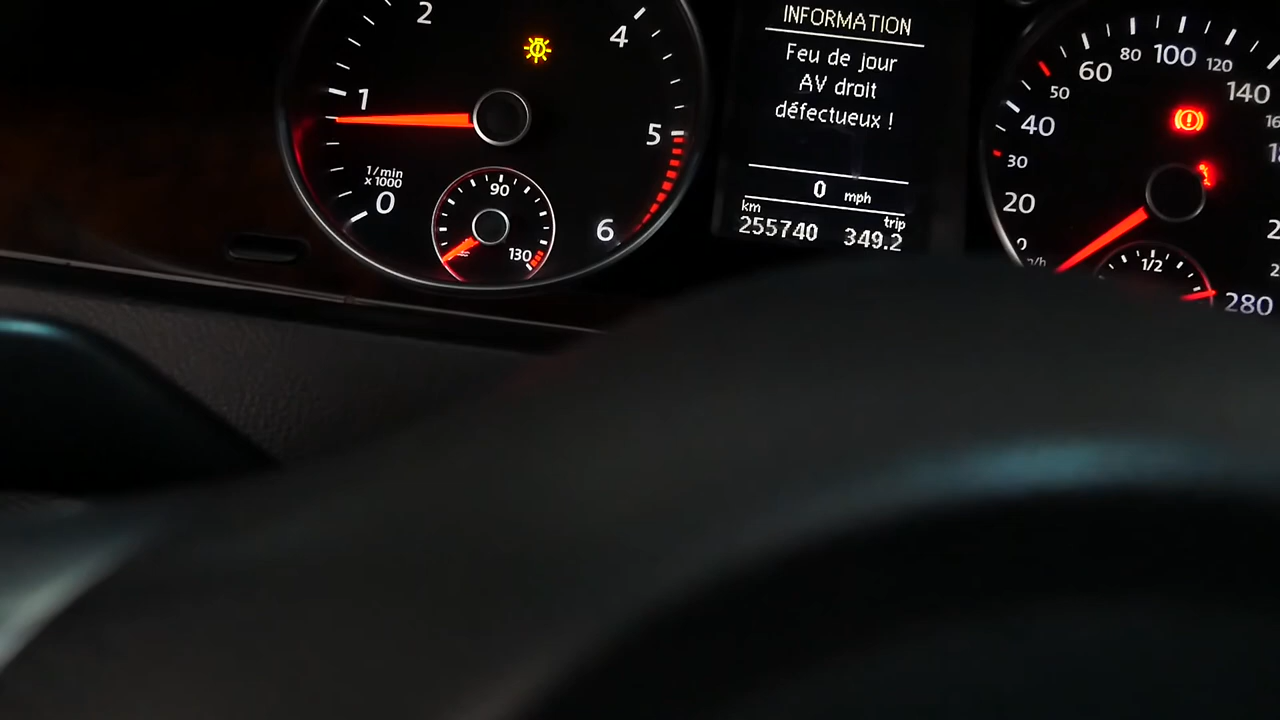 2
4
1
5
1/min
x 1000
0
90
130
6
INFORMATION
Feu de jour
AV droit
défectueux !
0 mph
km trip
255740 349.2
20
30
40
50
60
80
100
120
140
0
1/2
280